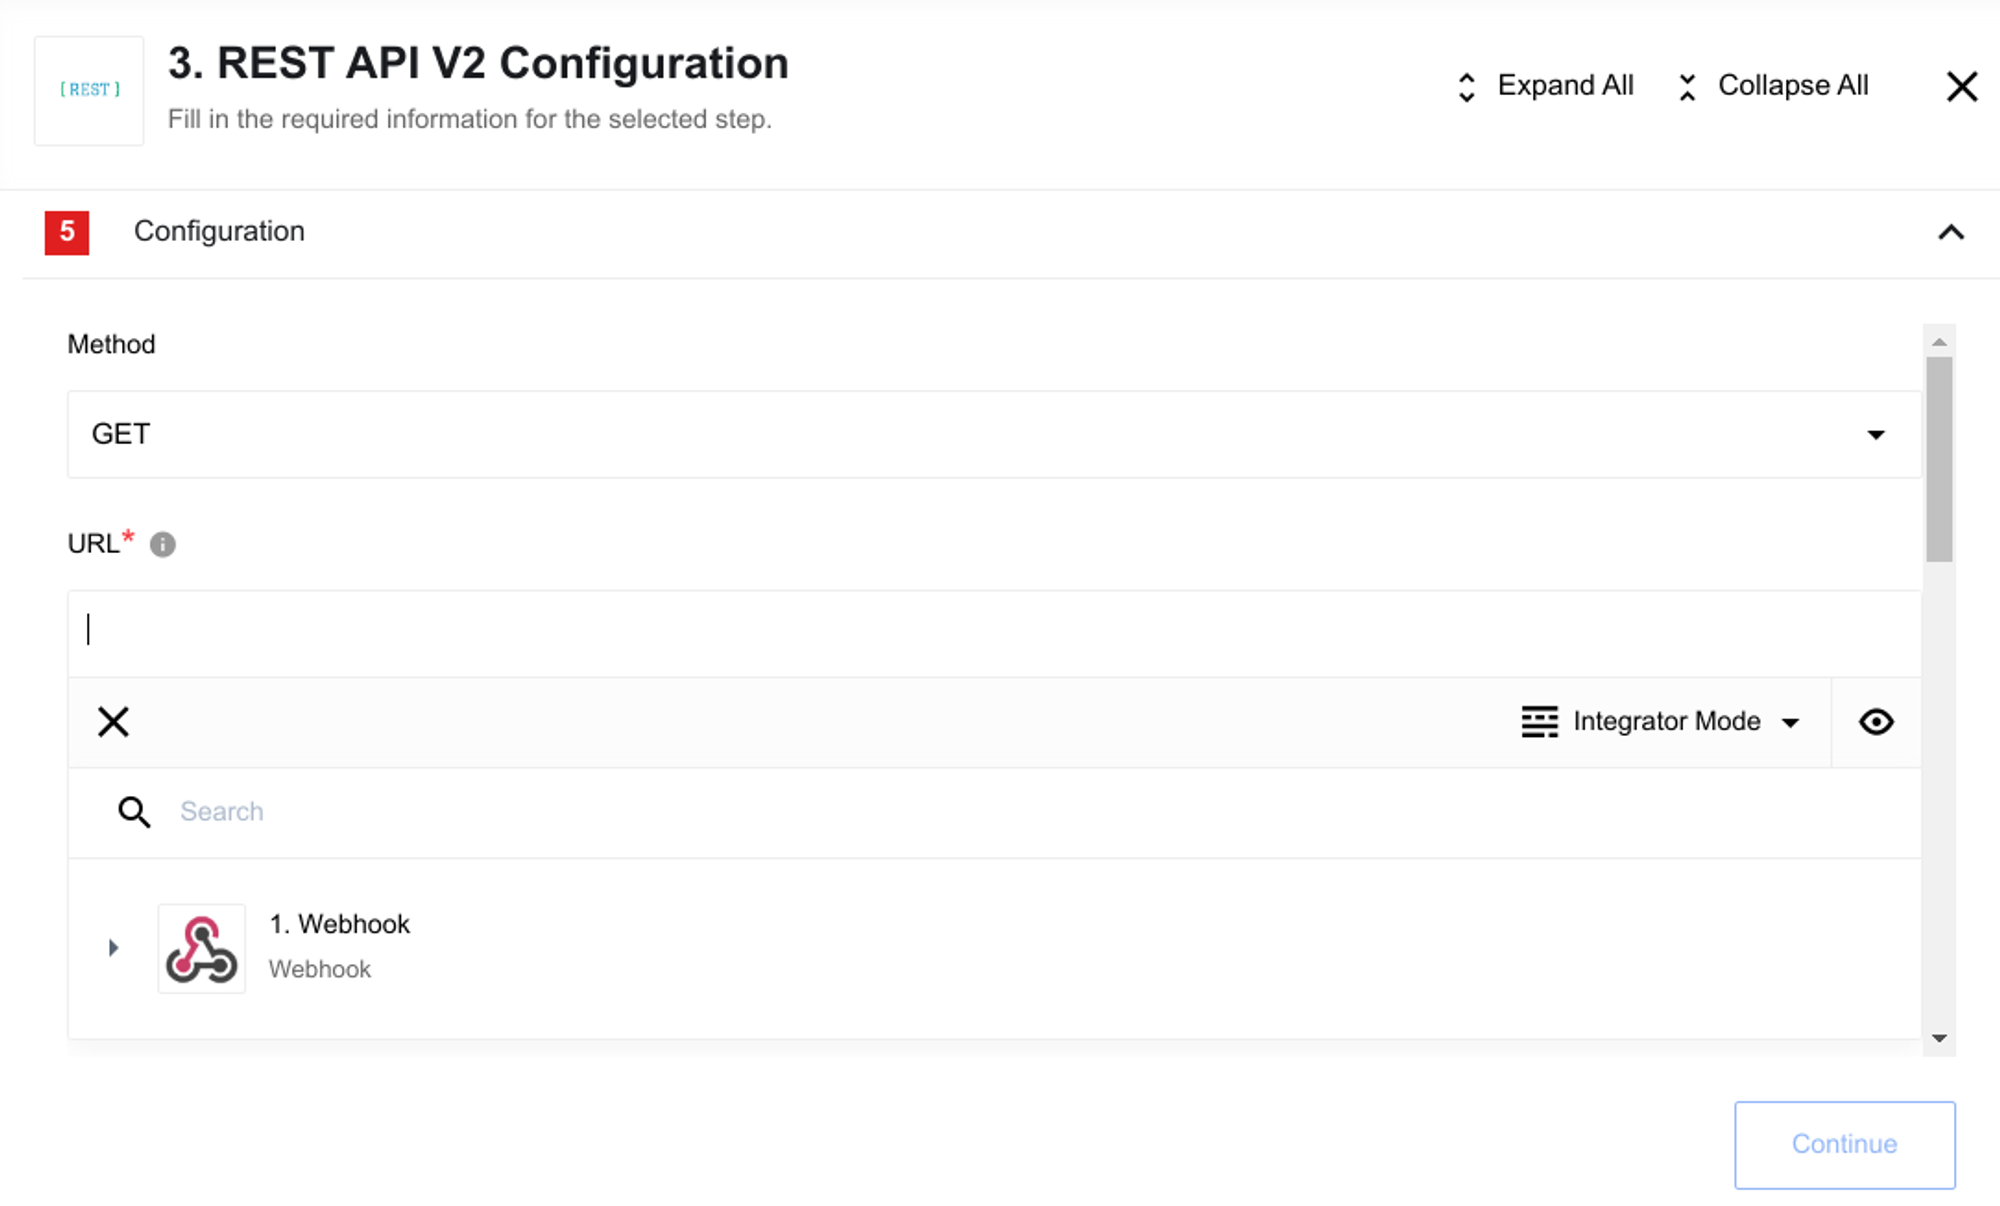 [ REST ]
3. REST API V2 Configuration
Fill in the required information for the selected step.
Expand All
Collapse All
5
Configuration
Method
GET
URL*
Integrator Mode
Search
1. Webhook
Webhook
Continue